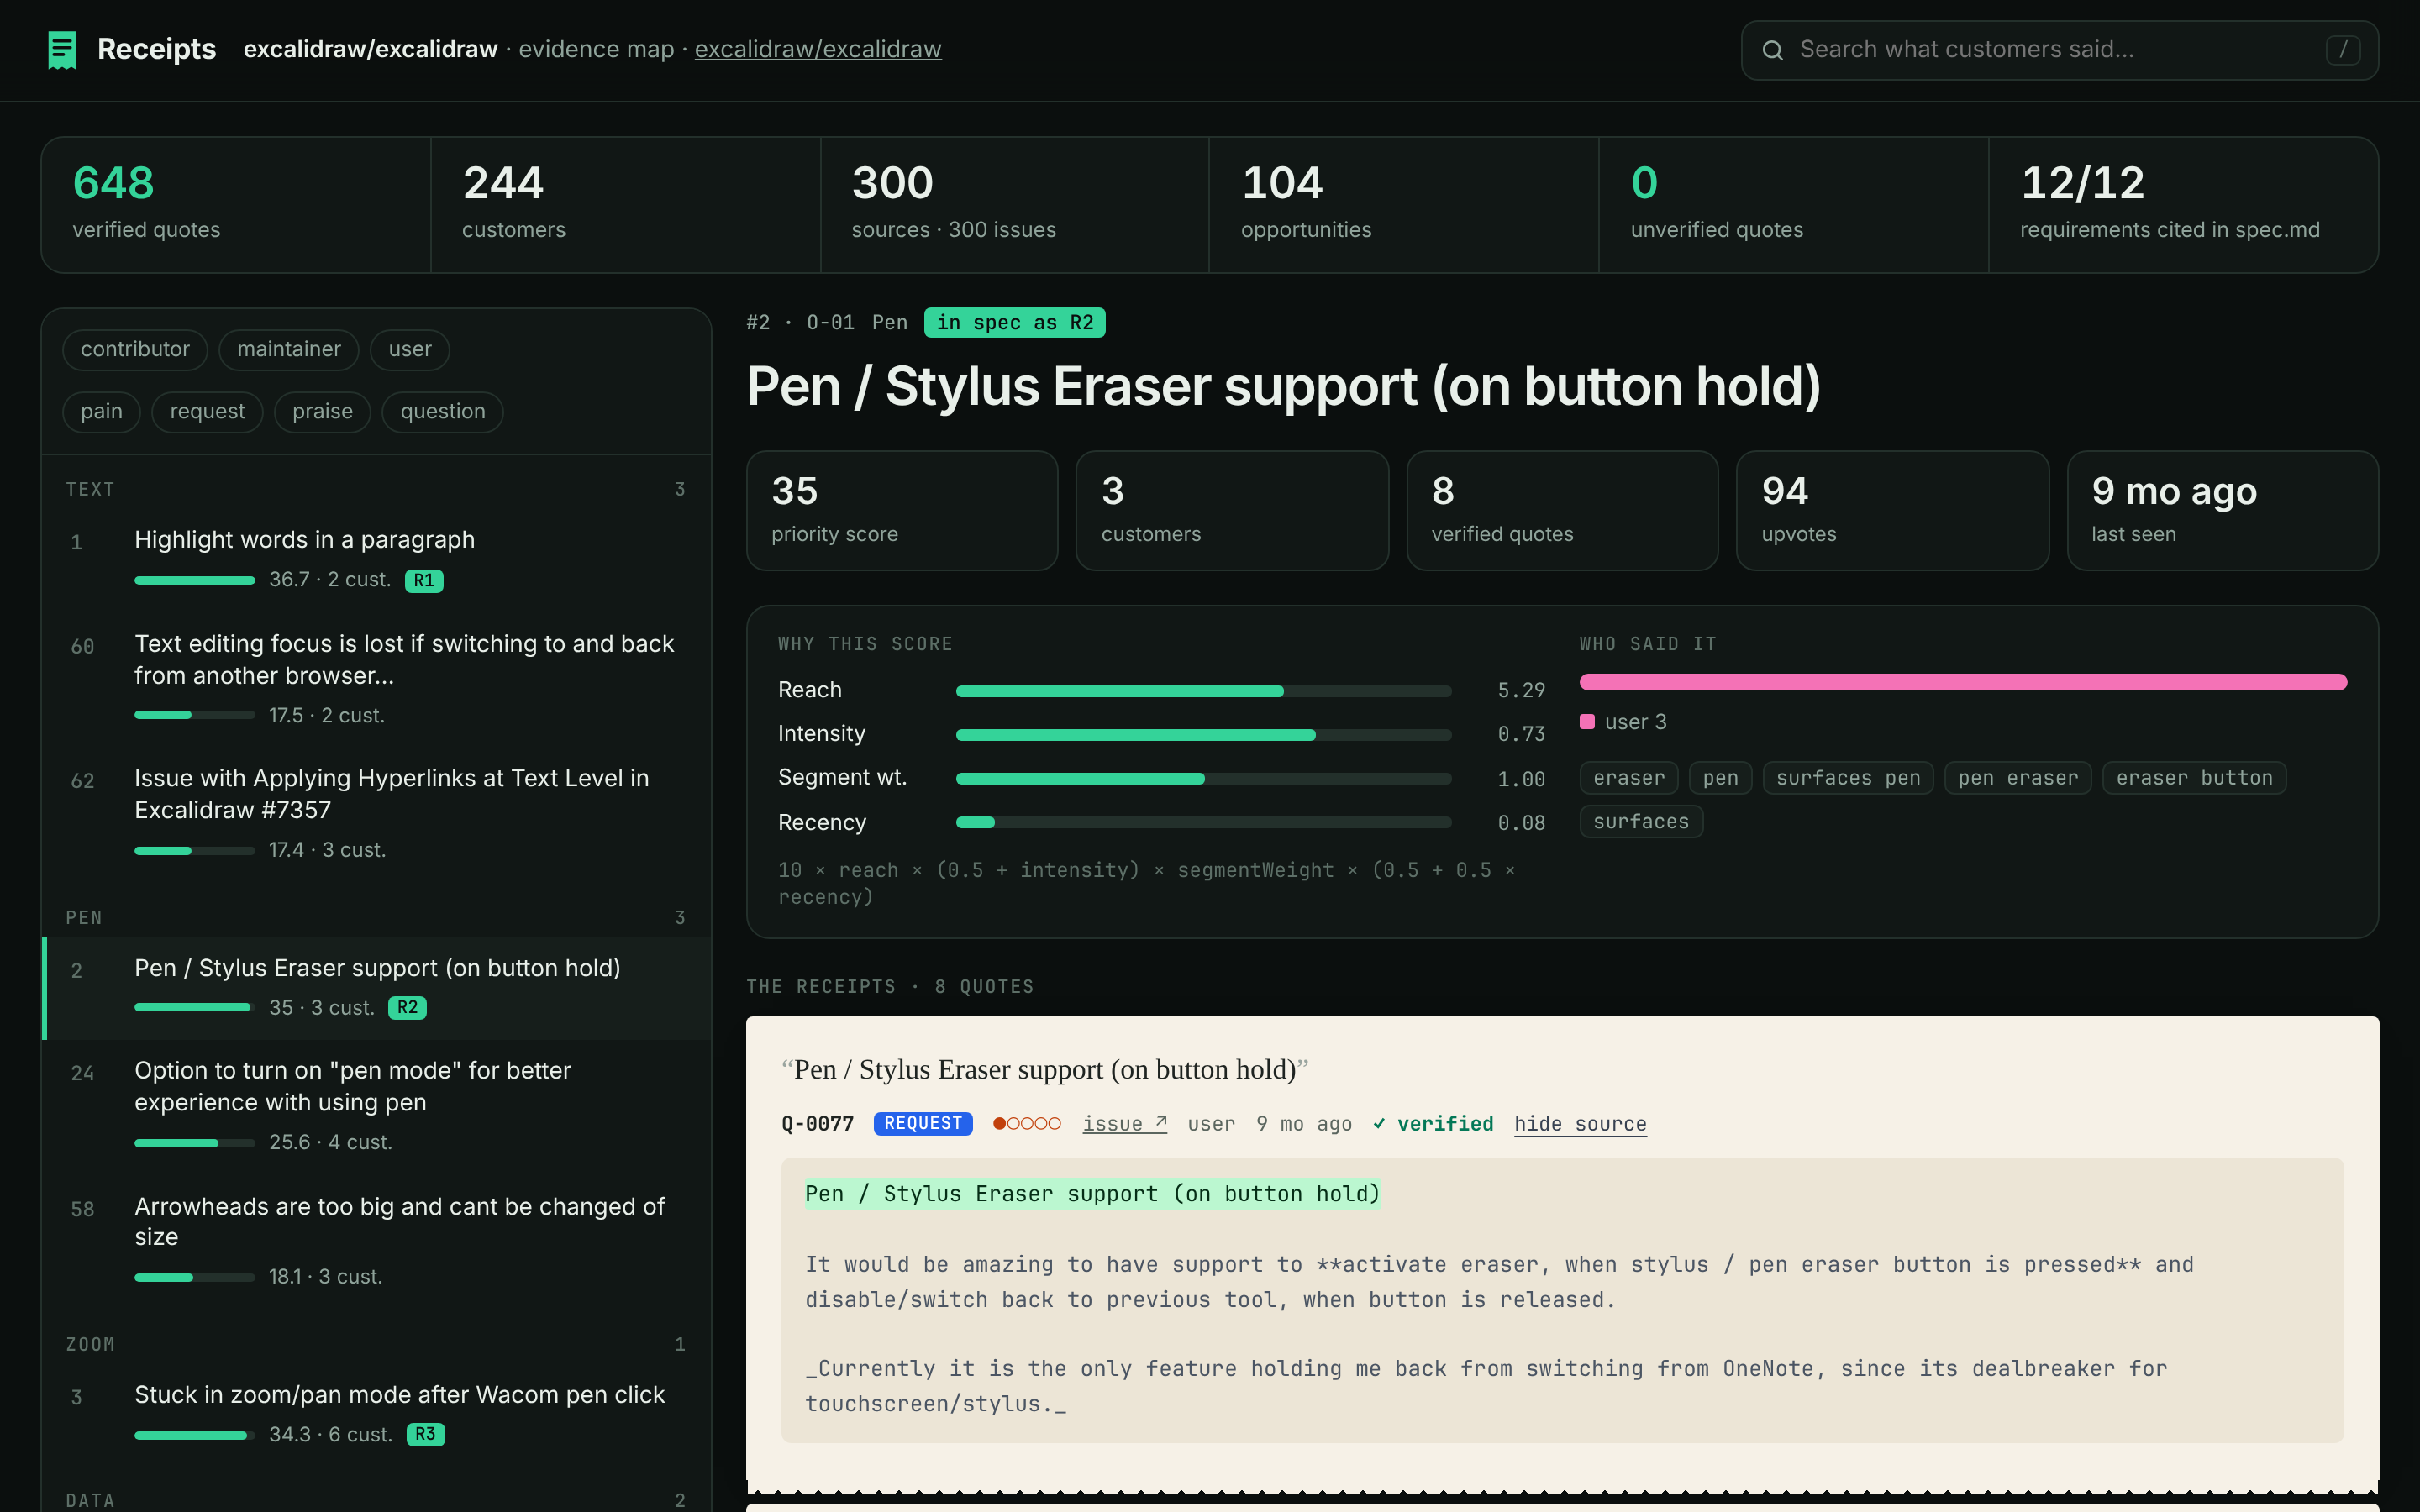 Receipts excalidraw/excalidraw · evidence map · excalidraw/excalidraw
Search what customers said... /
648
verified quotes
244
customers
300
sources · 300 issues
104
opportunities
0
unverified quotes
12/12
requirements cited in spec.md
contributor maintainer user
pain request praise question
TEXT 3
1 Highlight words in a paragraph
36.7 · 2 cust. R1
60 Text editing focus is lost if switching to and back
from another browser...
17.5 · 2 cust.
62 Issue with Applying Hyperlinks at Text Level in
Excalidraw #7357
17.4 · 3 cust.
PEN 3
2 Pen / Stylus Eraser support (on button hold)
35 · 3 cust. R2
24 Option to turn on "pen mode" for better
experience with using pen
25.6 · 4 cust.
58 Arrowheads are too big and cant be changed of
size
18.1 · 3 cust.
ZOOM 1
3 Stuck in zoom/pan mode after Wacom pen click
34.3 · 6 cust. R3
DATA 2
#2 · O-01 Pen in spec as R2
Pen / Stylus Eraser support (on button hold)
35
priority score
3
customers
8
verified quotes
94
upvotes
9 mo ago
last seen
WHY THIS SCORE
Reach 5.29
Intensity 0.73
Segment wt. 1.00
Recency 0.08
10 × reach × (0.5 + intensity) × segmentWeight × (0.5 + 0.5 ×
recency)
WHO SAID IT
user 3
eraser pen surfaces pen pen eraser eraser button
surfaces
THE RECEIPTS · 8 QUOTES
“Pen / Stylus Eraser support (on button hold)”
Q-0077 REQUEST issue ↗ user 9 mo ago ✓ verified hide source
Pen / Stylus Eraser support (on button hold)
It would be amazing to have support to **activate eraser, when stylus / pen eraser button is pressed** and
disable/switch back to previous tool, when button is released.
_Currently it is the only feature holding me back from switching from OneNote, since its dealbreaker for
touchscreen/stylus._